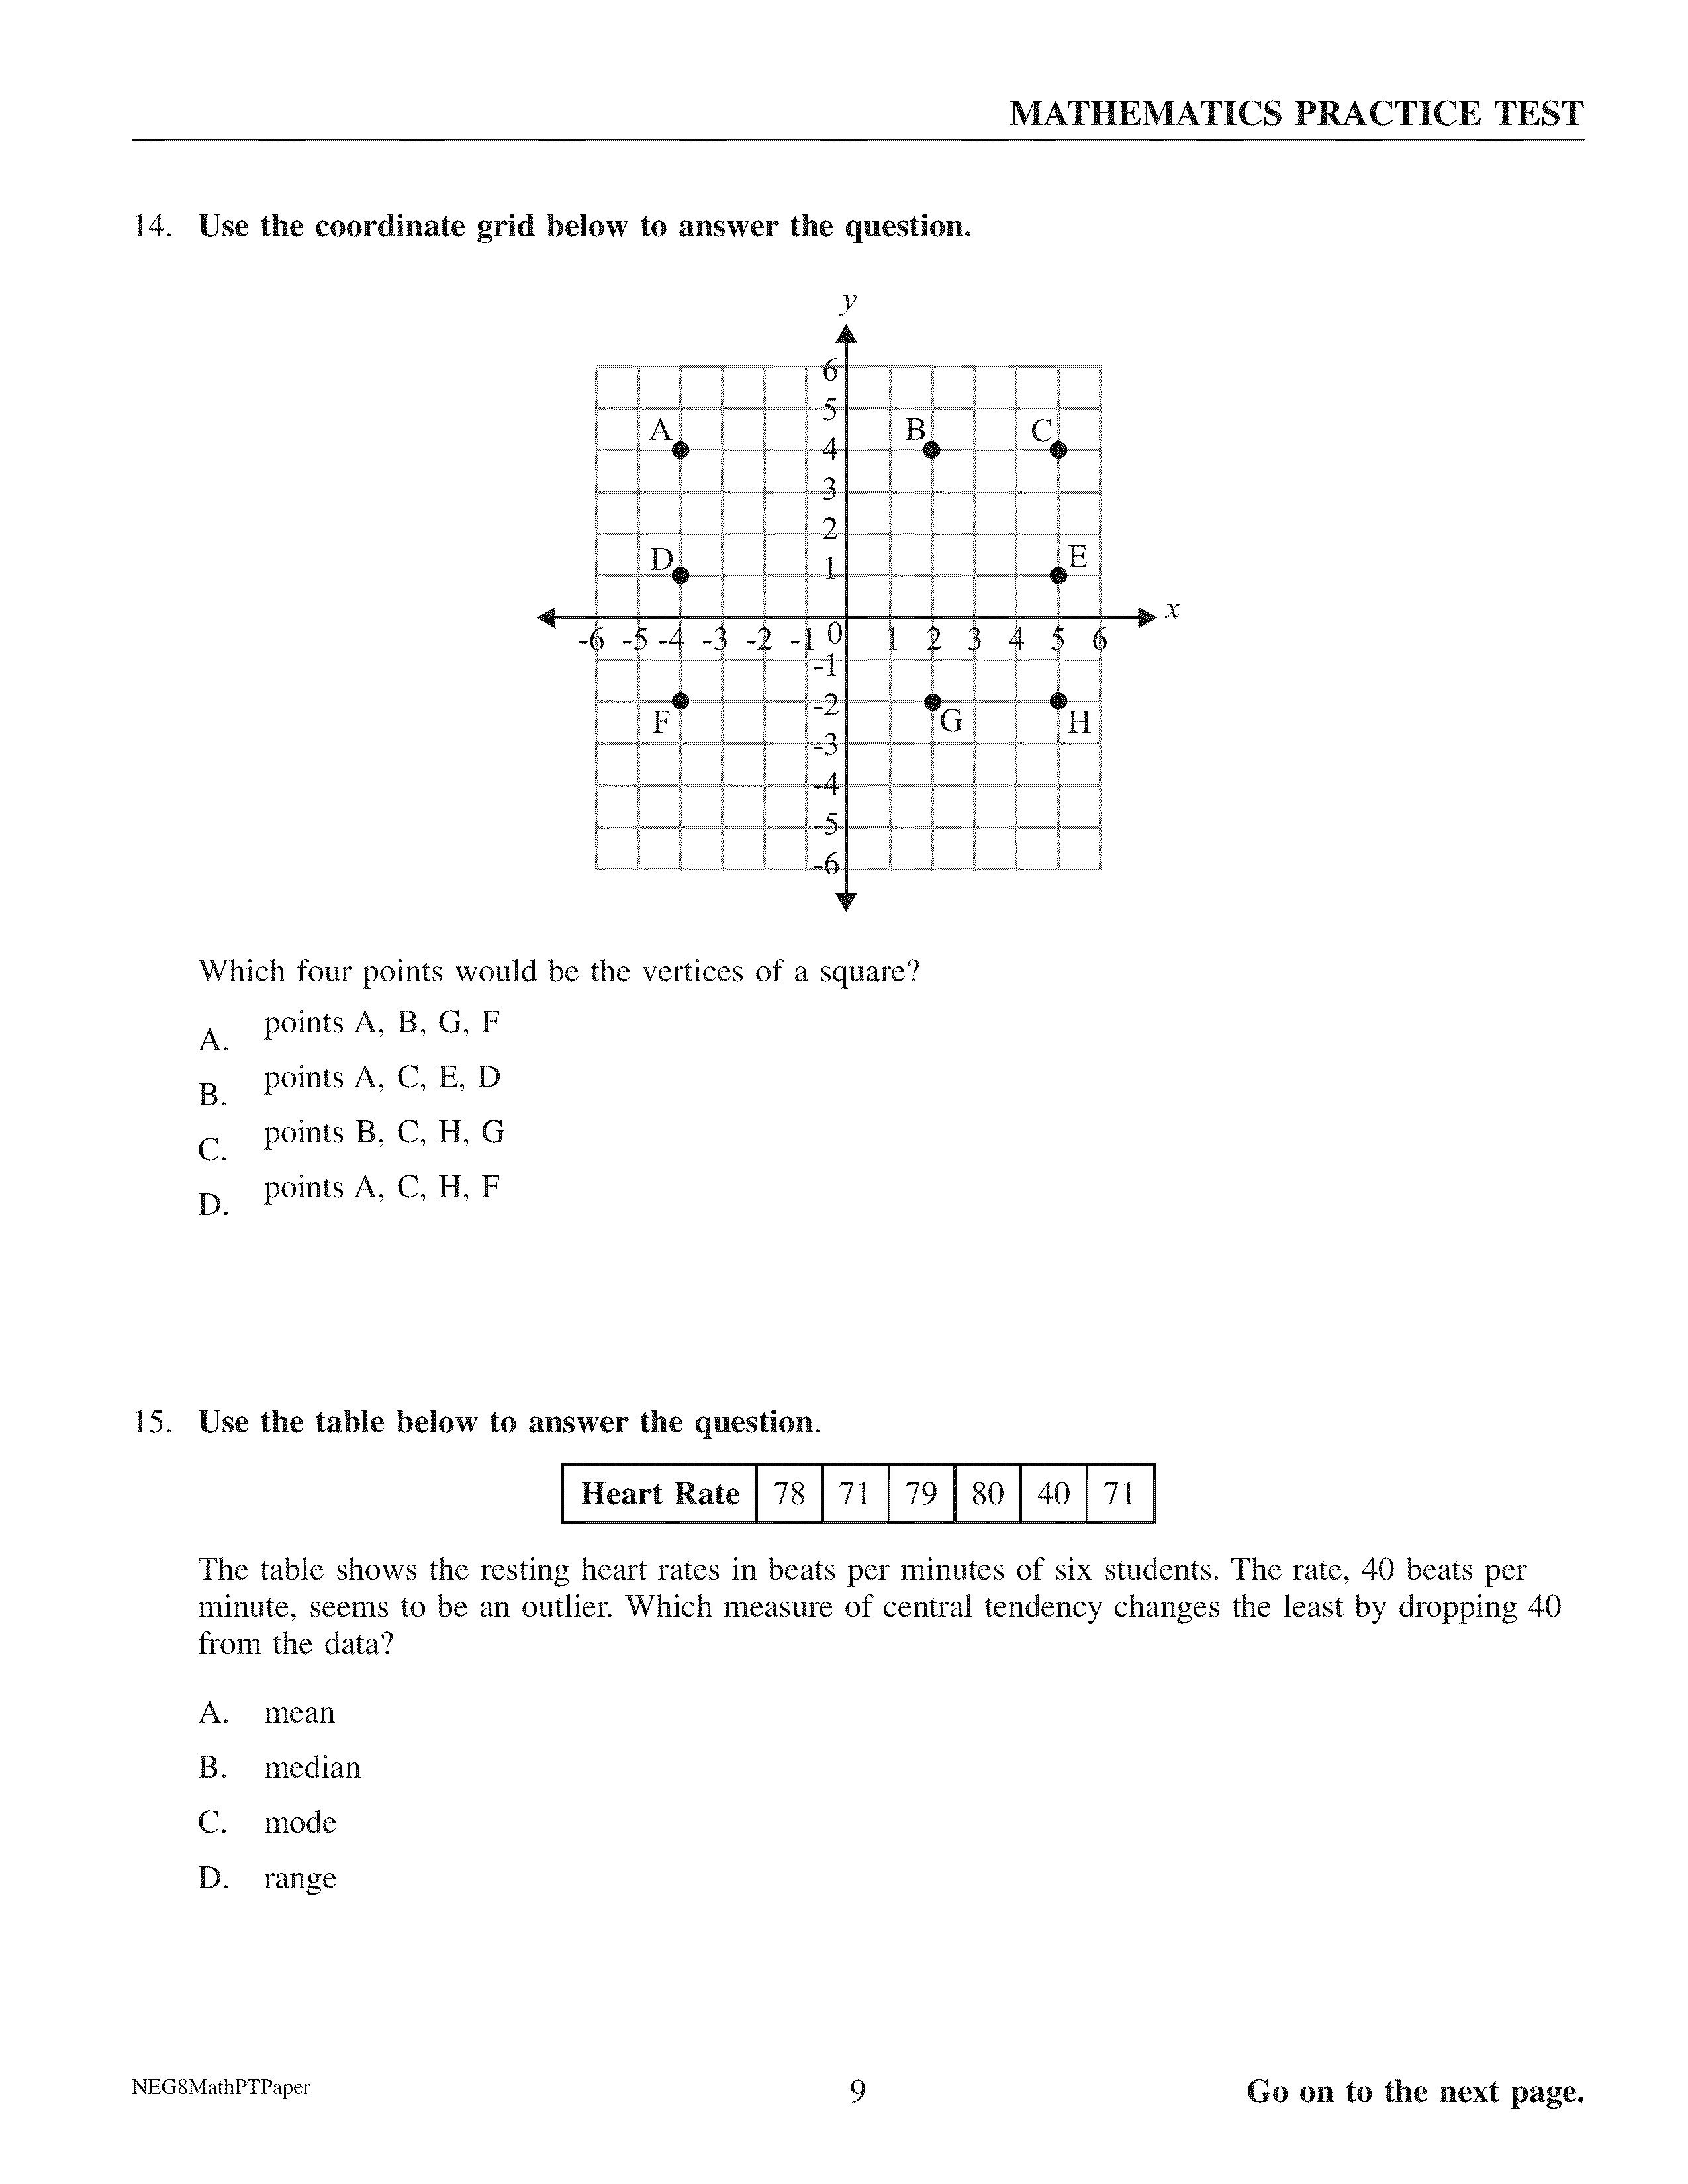 MATHEMATICS PRACTICE TEST
14. Use the coordinate grid below to answer the question.
y
6
5
A B C
4
3
2
D E
1
x
-6 -5 -4 -3 -2 -1 0 1 2 3 4 5 6
-1
-2
F G H
-3
-4
-5
-6
Which four points would be the vertices of a square?
A. points A, B, G, F
B. points A, C, E, D
C. points B, C, H, G
D. points A, C, H, F
15. Use the table below to answer the question.
Heart Rate 78 71 79 80 40 71
The table shows the resting heart rates in beats per minutes of six students. The rate, 40 beats per
minute, seems to be an outlier. Which measure of central tendency changes the least by dropping 40
from the data?
A. mean
B. median
C. mode
D. range
NEG8MathPTPaper 9 Go on to the next page.